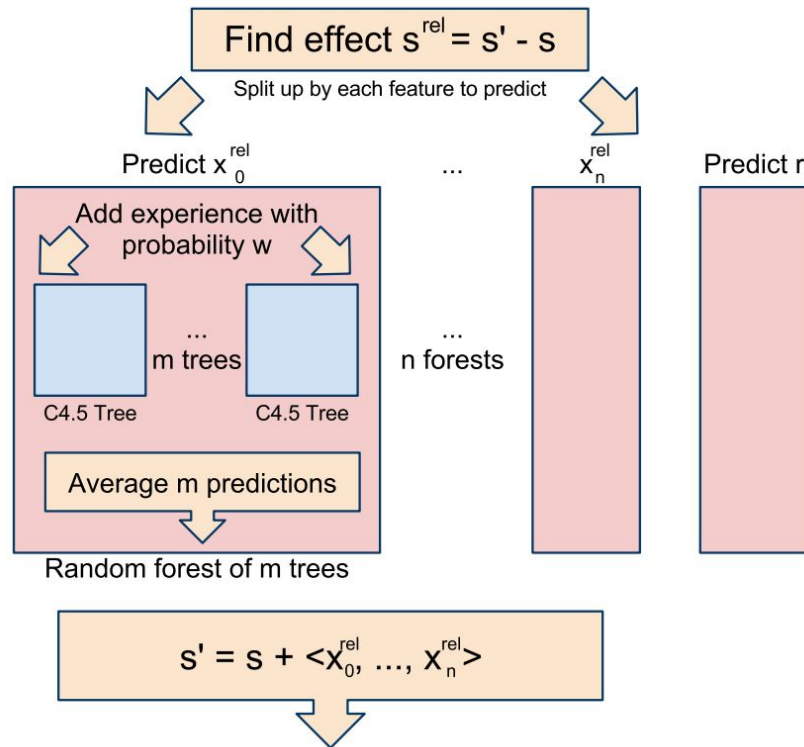 Find effect s^rel = s' - s
Split up by each feature to predict
Predict x_0^rel ... x_n^rel Predict r
Add experience with
probability w
... ...
m trees n forests
C4.5 Tree C4.5 Tree
Average m predictions
Random forest of m trees
s' = s + <x_0^rel, ..., x_n^rel>